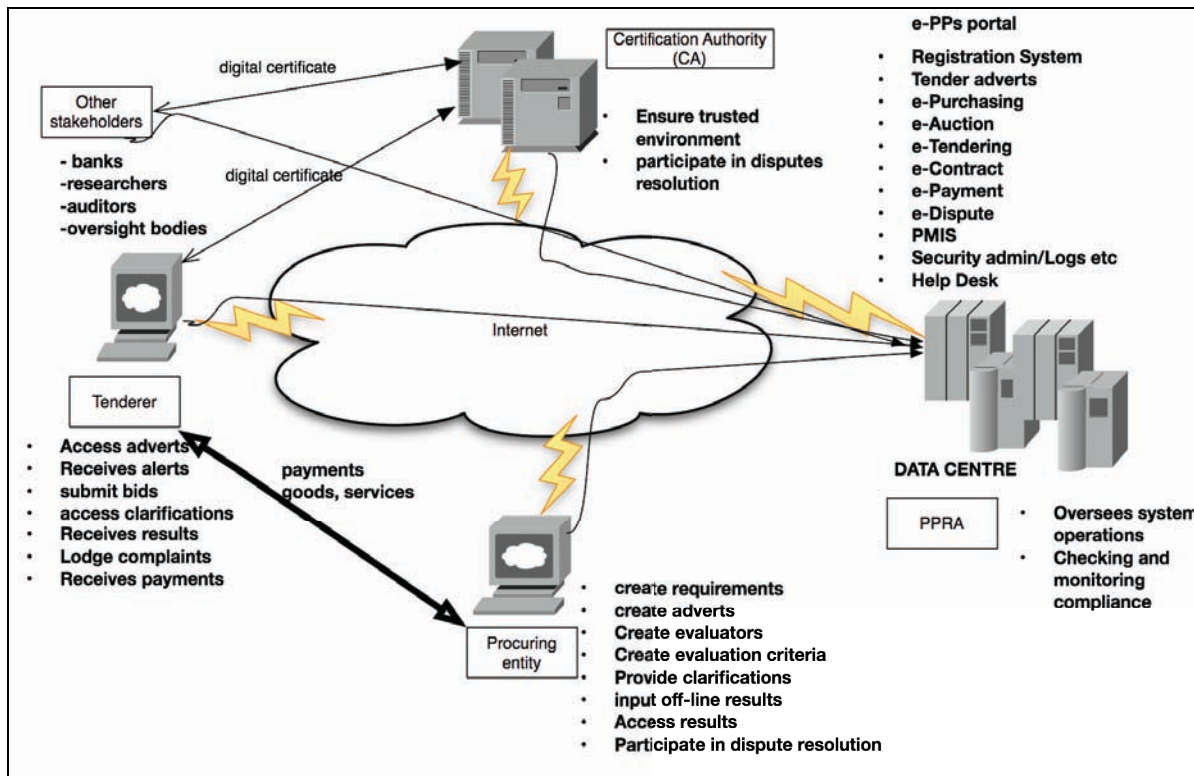 e-PPs portal
• Registration System
• Tender adverts
• e-Purchasing
• e-Auction
• e-Tendering
• e-Contract
• e-Payment
• e-Dispute
• PMIS
• Security admin/Logs etc
• Help Desk
Certification Authority
(CA)
• Ensure trusted
environment
• participate in disputes
resolution
digital certificate
Other
stakeholders
- banks
-researchers
-auditors
-oversight bodies
digital certificate
Internet
Tenderer
• Access adverts
• Receives alerts
• submit bids
• access clarifications
• Receives results
• Lodge complaints
• Receives payments
payments
goods, services
DATA CENTRE
PPRA
• Oversees system
operations
• Checking and
monitoring
compliance
Procuring
entity
• create requirements
• create adverts
• Create evaluators
• Create evaluation criteria
• Provide clarifications
• input off-line results
• Access results
• Participate in dispute resolution